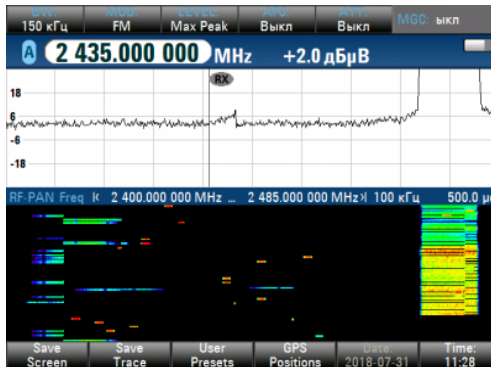 BW: MOD: LEVEL: AFC: ATT:
150 кГц FM Max Peak Выкл Выкл MGC: выкл
A 2 435.000 000 MHz +2.0 дБµВ
RX
18
6
-6
-18
RF-PAN Freq 2 400.000 000 MHz ... 2 485.000 000 MHz 100 кГц 500.0
Save Save User GPS Date: Time:
Screen Trace Presets Positions 2018-07-31 11:28